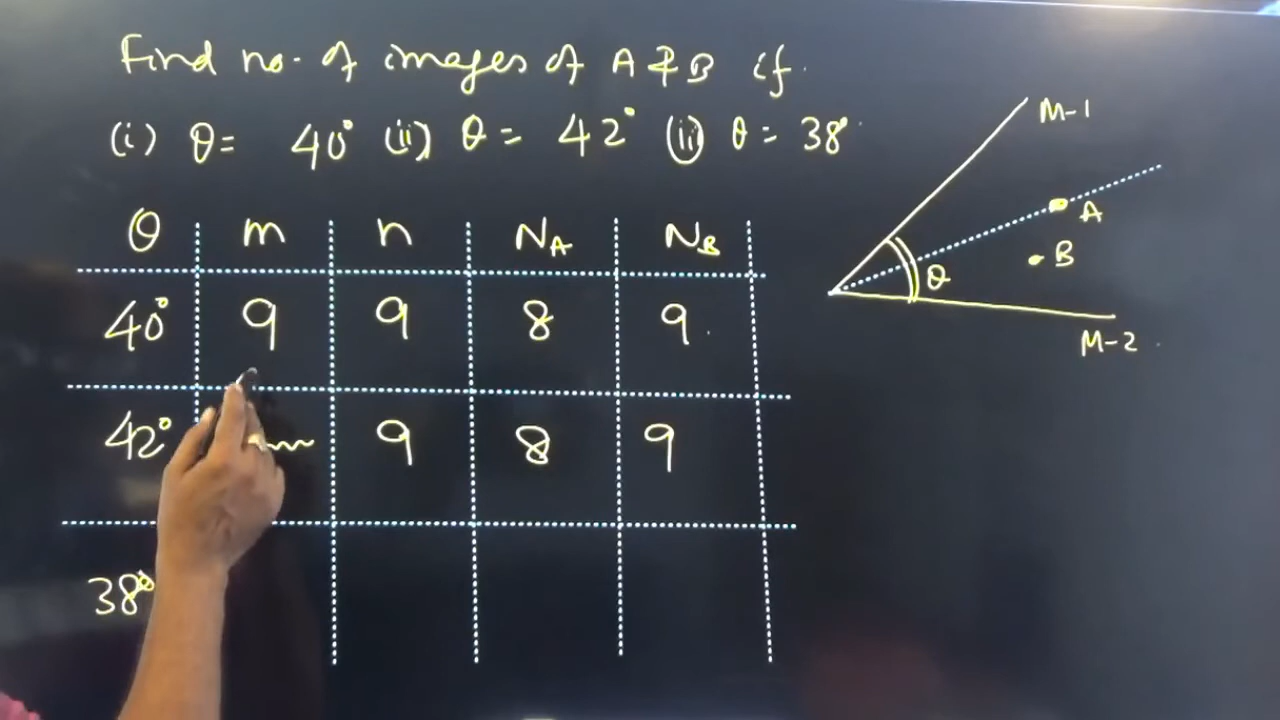 Find no. of images of A & B if
(i) θ = 40° (ii) θ = 42° (iii) θ = 38°
M-1
A
B
θ
M-2
θ m n N_A N_B
40° 9 9 8 9
42° 9 8 9
38°